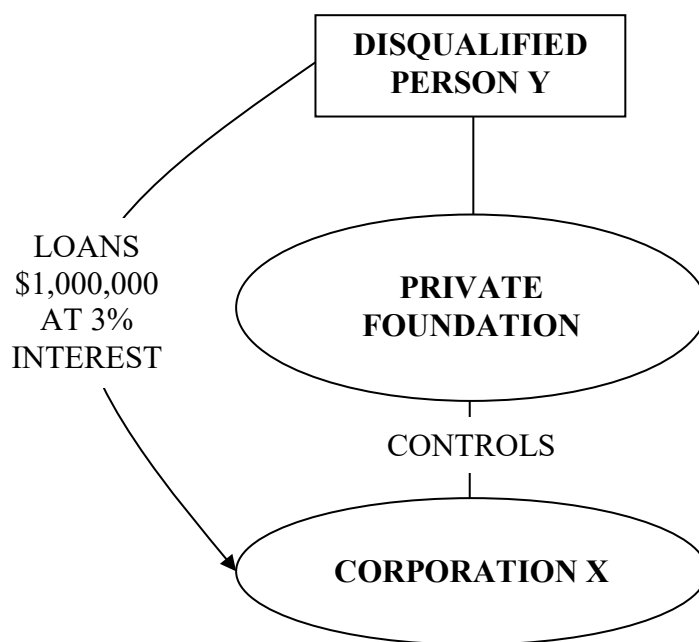 DISQUALIFIED
PERSON Y
LOANS
$1,000,000
AT 3%
INTEREST
PRIVATE
FOUNDATION
CONTROLS
CORPORATION X